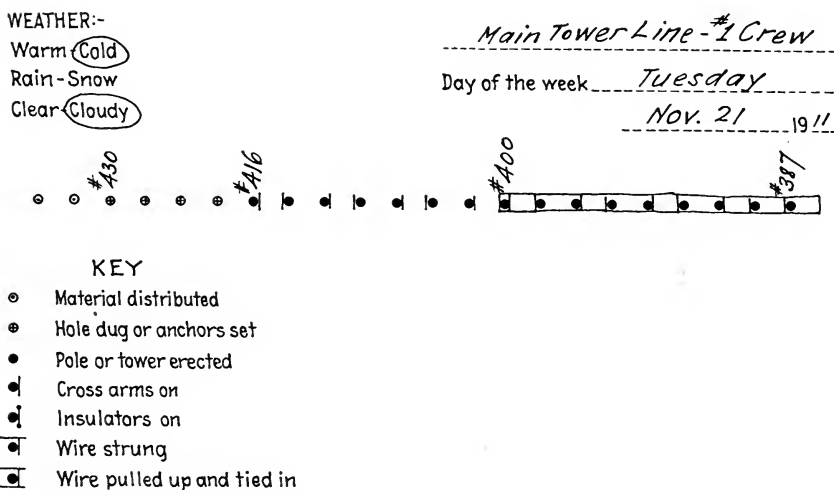 WEATHER:-
Warm-Cold
Rain-Snow
Clear-Cloudy
Main Tower Line-#1 Crew
Day of the week Tuesday
Nov. 21 1911
#430 #416 #400 #387
KEY
Material distributed
Hole dug or anchors set
Pole or tower erected
Cross arms on
Insulators on
Wire strung
Wire pulled up and tied in